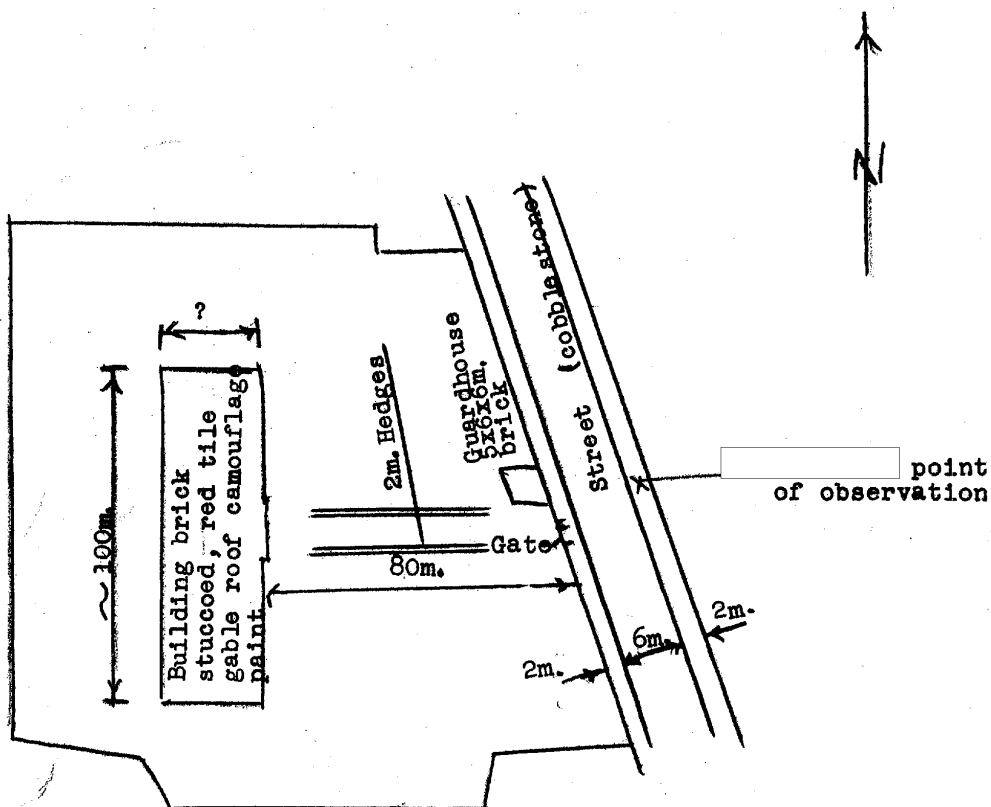 N
(cobblestone)
Street
?
Guardhouse
5x6x6m.
brick
2m. Hedges
Building brick
stuccoed, red tile
gable roof camouflage
paint
~100m.
point
of observation
Gate
80m.
2m.
6m.
2m.